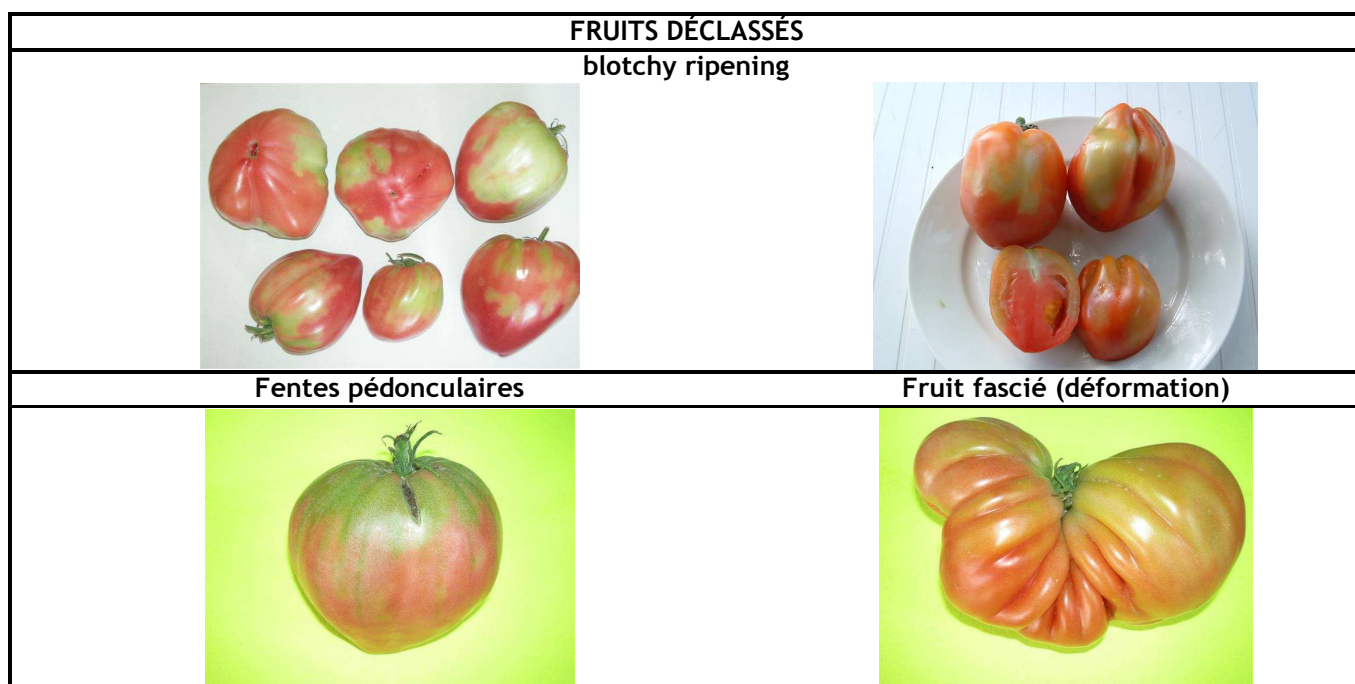 FRUITS DÉCLASSÉS
blotchy ripening
Fentes pédonculaires
Fruit fascié (déformation)